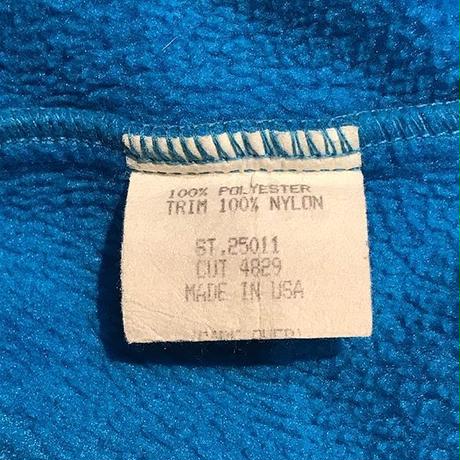 100% POLYESTER
TRIM 100% NYLON
ST.25011
CUT 4829
MADE IN USA